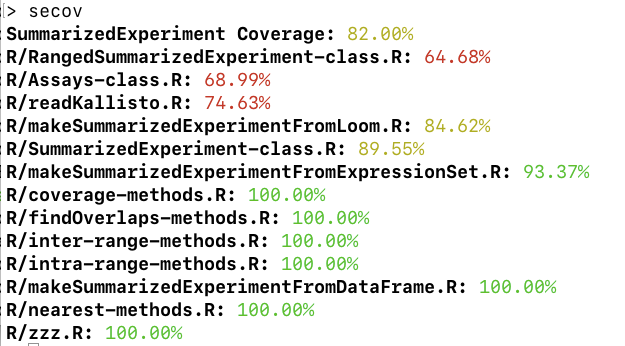 > secov
SummarizedExperiment Coverage: 82.00%
R/RangedSummarizedExperiment-class.R: 64.68%
R/Assays-class.R: 68.99%
R/readKallisto.R: 74.63%
R/makeSummarizedExperimentFromLoom.R: 84.62%
R/SummarizedExperiment-class.R: 89.55%
R/makeSummarizedExperimentFromExpressionSet.R: 93.37%
R/coverage-methods.R: 100.00%
R/findOverlaps-methods.R: 100.00%
R/inter-range-methods.R: 100.00%
R/intra-range-methods.R: 100.00%
R/makeSummarizedExperimentFromDataFrame.R: 100.00%
R/nearest-methods.R: 100.00%
R/zzz.R: 100.00%